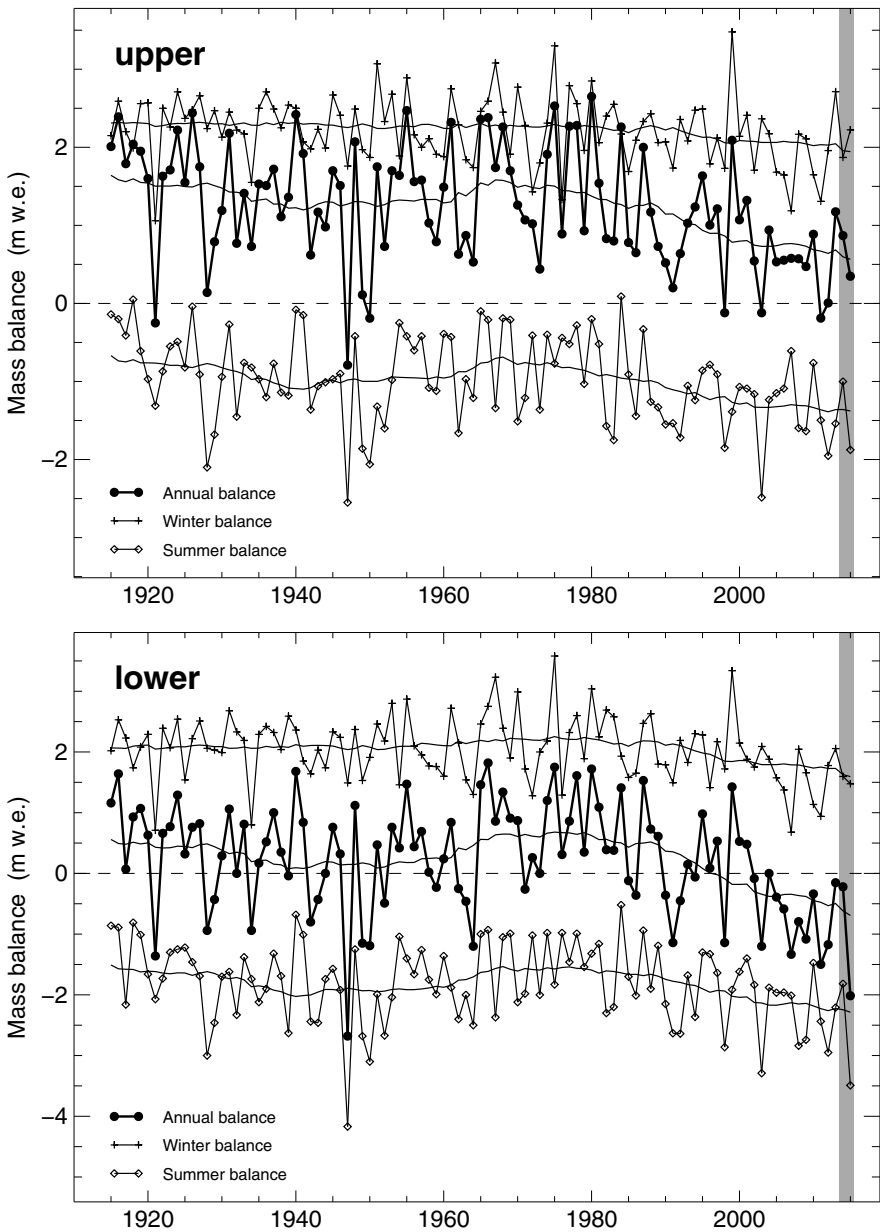 upper
Mass balance (m w.e.)
2
0
−2
Annual balance
Winter balance
Summer balance
1920 1940 1960 1980 2000
lower
Mass balance (m w.e.)
2
0
−2
−4
Annual balance
Winter balance
Summer balance
1920 1940 1960 1980 2000